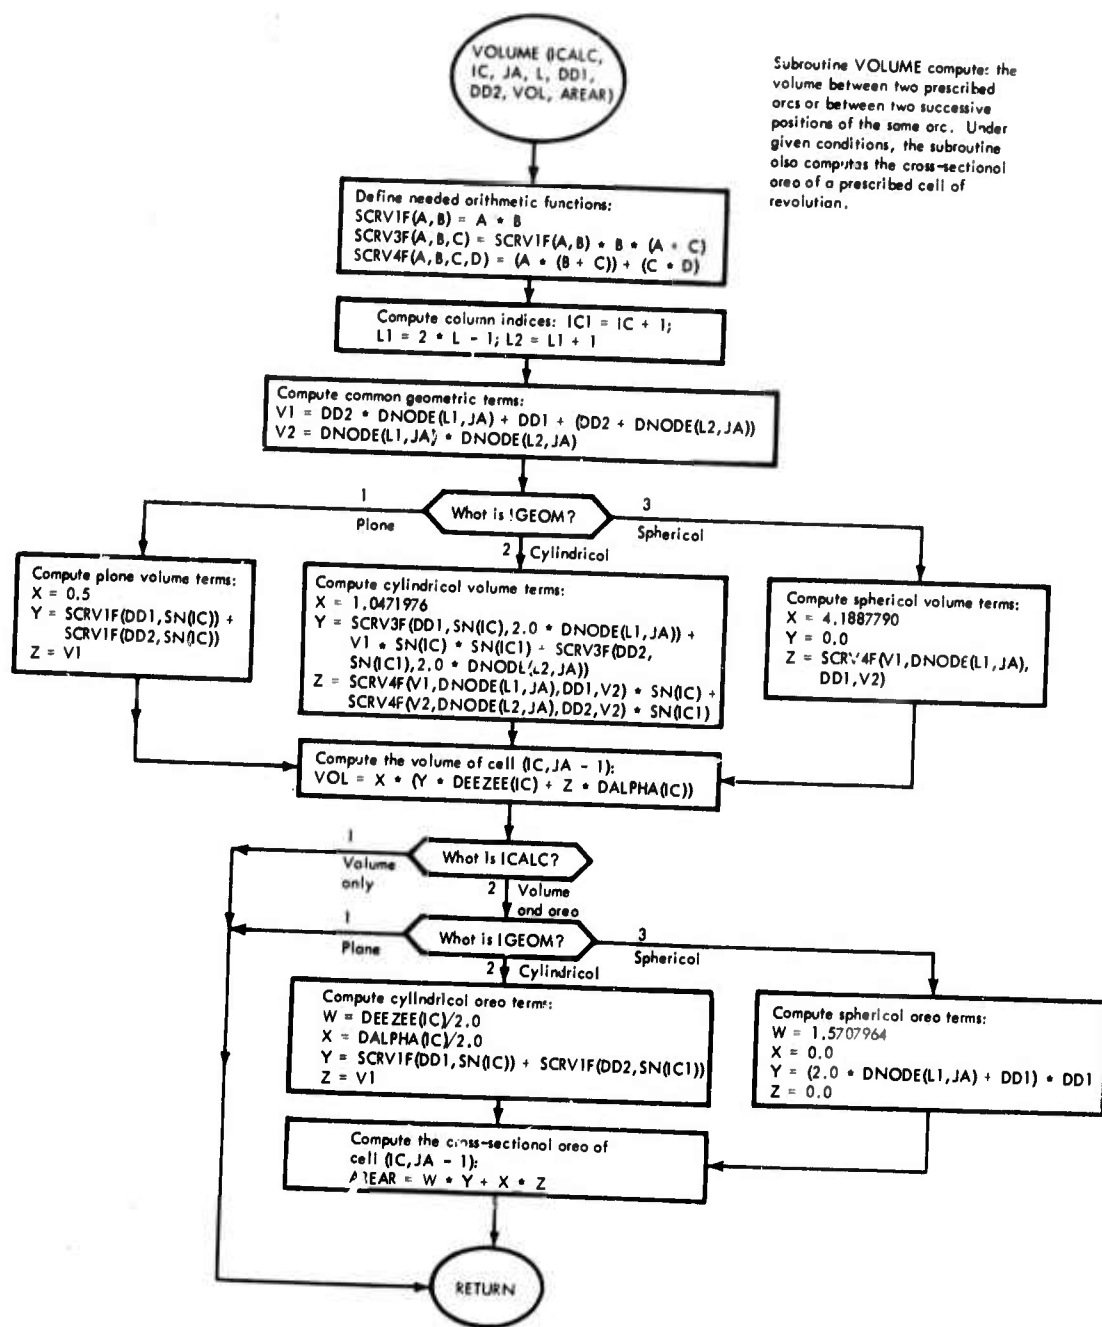 VOLUME (ICALC,
IC, JA, L, DD1,
DD2, VOL, AREAR)
Subroutine VOLUME compute: the
volume between two prescribed
arcs or between two successive
positions of the same arc. Under
given conditions, the subroutine
also computes the cross-sectional
area of a prescribed cell of
revolution.
Define needed arithmetic functions:
SCRV1F(A,B) = A * B
SCRV3F(A,B,C) = SCRV1F(A,B) * B * (A + C)
SCRV4F(A,B,C,D) = (A * (B + C)) + (C * D)
Compute column indices: IC1 = IC + 1;
L1 = 2 * L - 1; L2 = L1 + 1
Compute common geometric terms:
V1 = DD2 * DNODE(L1,JA) + DD1 + (DD2 + DNODE(L2,JA))
V2 = DNODE(L1,JA) * DNODE(L2,JA)
What is IGEOM?
1
Plane
2 Cylindrical
3
Spherical
Compute plane volume terms:
X = 0.5
Y = SCRV1F(DD1,SN(IC)) +
SCRV1F(DD2,SN(IC))
Z = V1
Compute cylindrical volume terms:
X = 1.0471976
Y = SCRV3F(DD1,SN(IC),2.0 * DNODE(L1,JA)) +
V1 * SN(IC) * SN(IC1) + SCRV3F(DD2,
SN(IC1),2.0 * DNODE(L2,JA))
Z = SCRV4F(V1,DNODE(L1,JA),DD1,V2) * SN(IC) +
SCRV4F(V2,DNODE(L2,JA),DD2,V2) * SN(IC1)
Compute spherical volume terms:
X = 4.1887790
Y = 0.0
Z = SCRV4F(V1,DNODE(L1,JA),
DD1,V2)
Compute the volume of cell (IC,JA - 1):
VOL = X * (Y * DEEZEE(IC) + Z * DALPHA(IC))
What is ICALC?
1
Volume
only
2 Volume
and area
What is IGEOM?
1
Plane
2 Cylindrical
3
Spherical
Compute cylindrical area terms:
W = DEEZEE(IC)/2.0
X = DALPHA(IC)/2.0
Y = SCRV1F(DD1,SN(IC)) + SCRV1F(DD2,SN(IC1))
Z = V1
Compute spherical area terms:
W = 1.5707964
X = 0.0
Y = (2.0 * DNODE(L1,JA) + DD1) * DD1
Z = 0.0
Compute the cross-sectional area of
cell (IC,JA - 1):
AREAR = W * Y + X * Z
RETURN